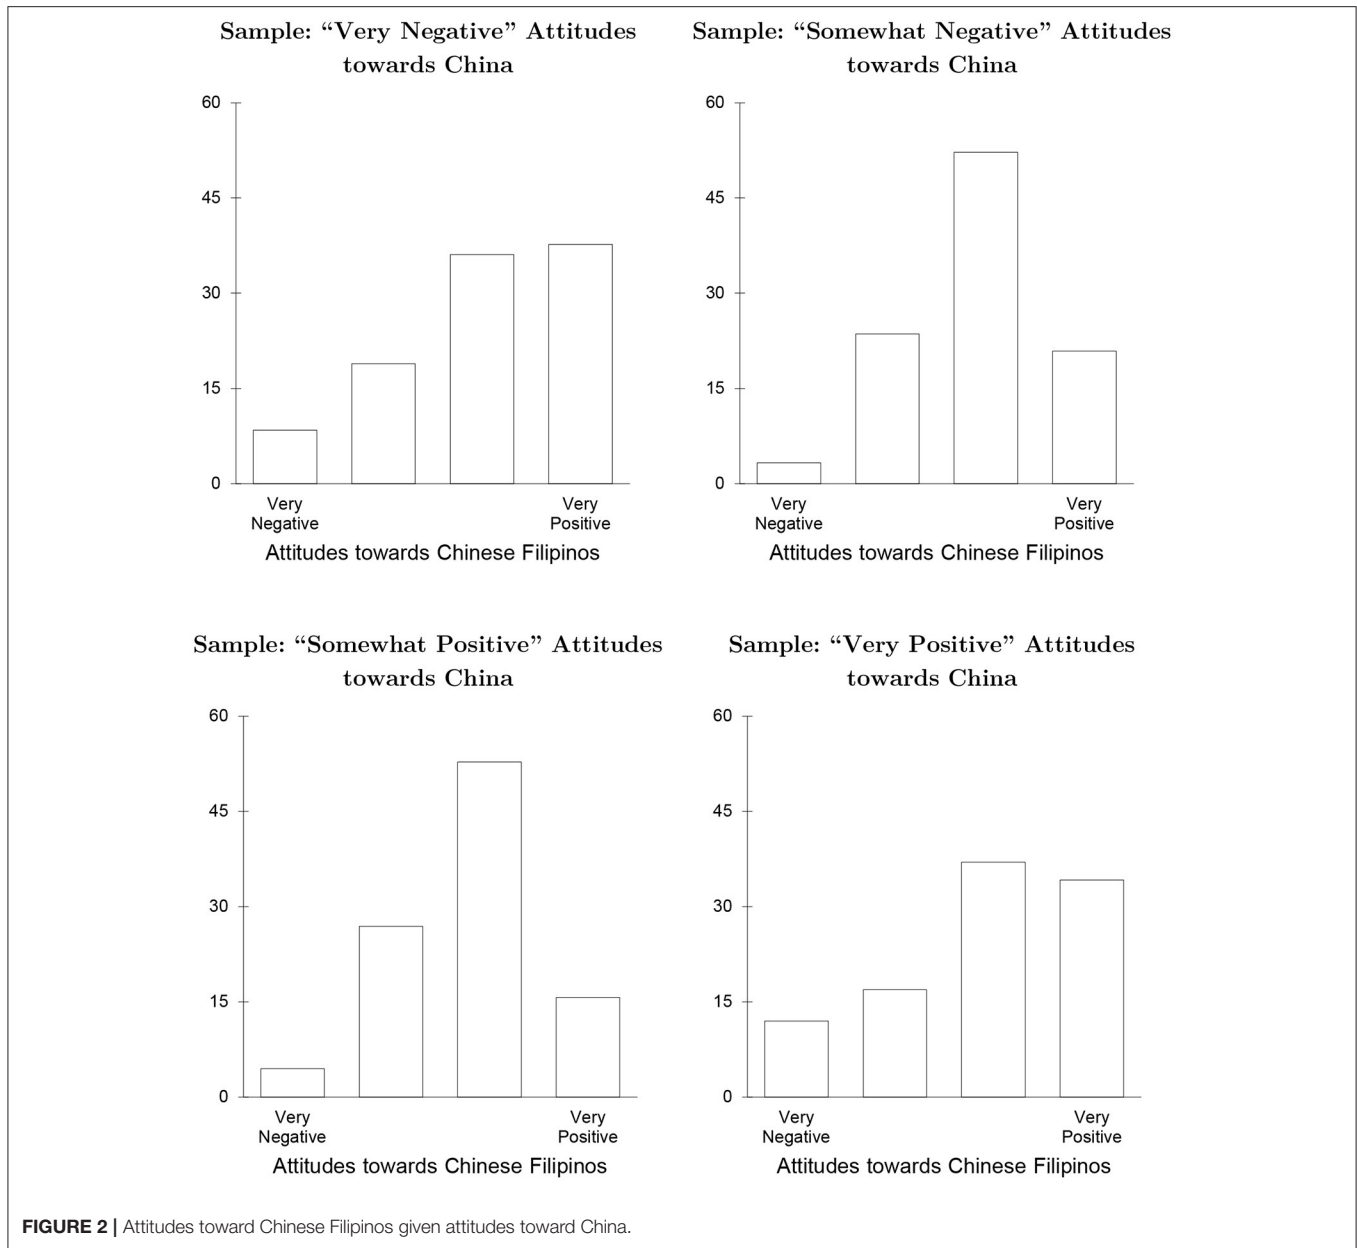 Sample: “Very Negative” Attitudes
towards China
60
45
30
15
0
Very
Negative
Very
Positive
Attitudes towards Chinese Filipinos
Sample: “Somewhat Negative” Attitudes
towards China
60
45
30
15
0
Very
Negative
Very
Positive
Attitudes towards Chinese Filipinos
Sample: “Somewhat Positive” Attitudes
towards China
60
45
30
15
0
Very
Negative
Very
Positive
Attitudes towards Chinese Filipinos
Sample: “Very Positive” Attitudes
towards China
60
45
30
15
0
Very
Negative
Very
Positive
Attitudes towards Chinese Filipinos
FIGURE 2 | Attitudes toward Chinese Filipinos given attitudes toward China.